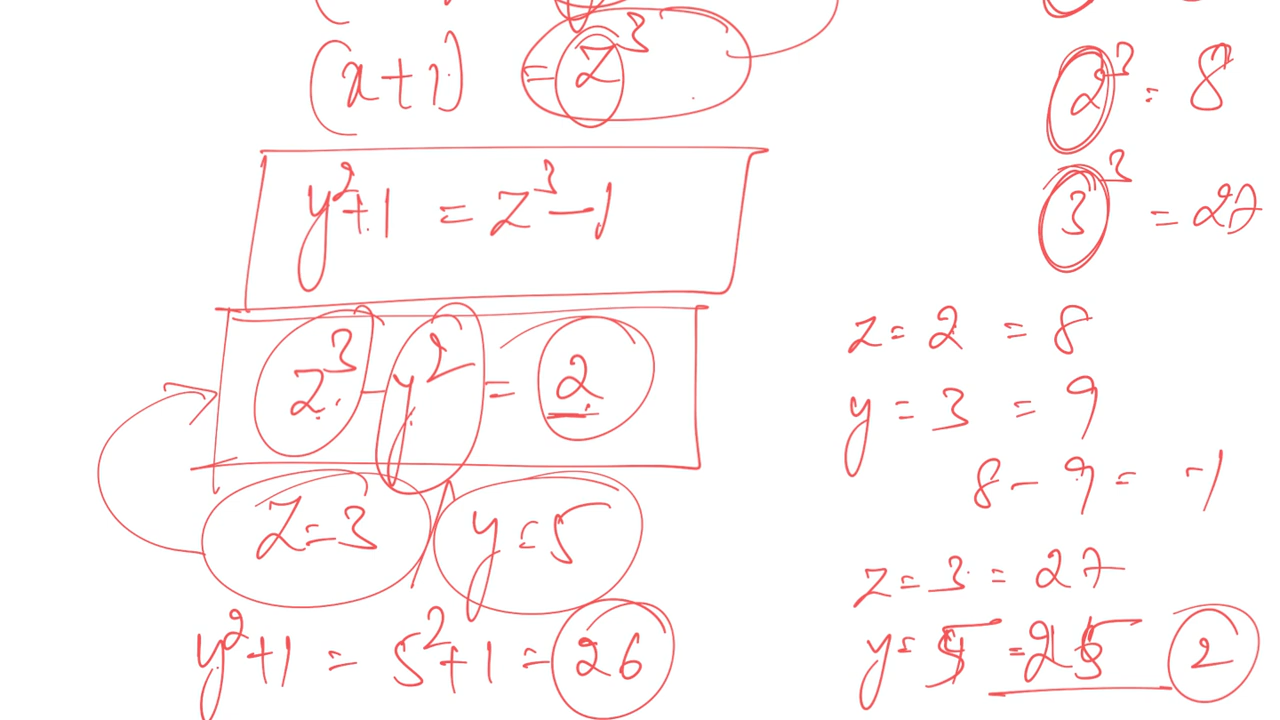 (x+1) = z³
y²+1 = z³-1
z³ - y² = 2
z=3 y=5
y²+1 = 5²+1 = 26
2³ = 8
3³ = 27
z = 2 = 8
y = 3 = 9
8 - 9 = -1
z = 3 = 27
y = 5 = 25 2